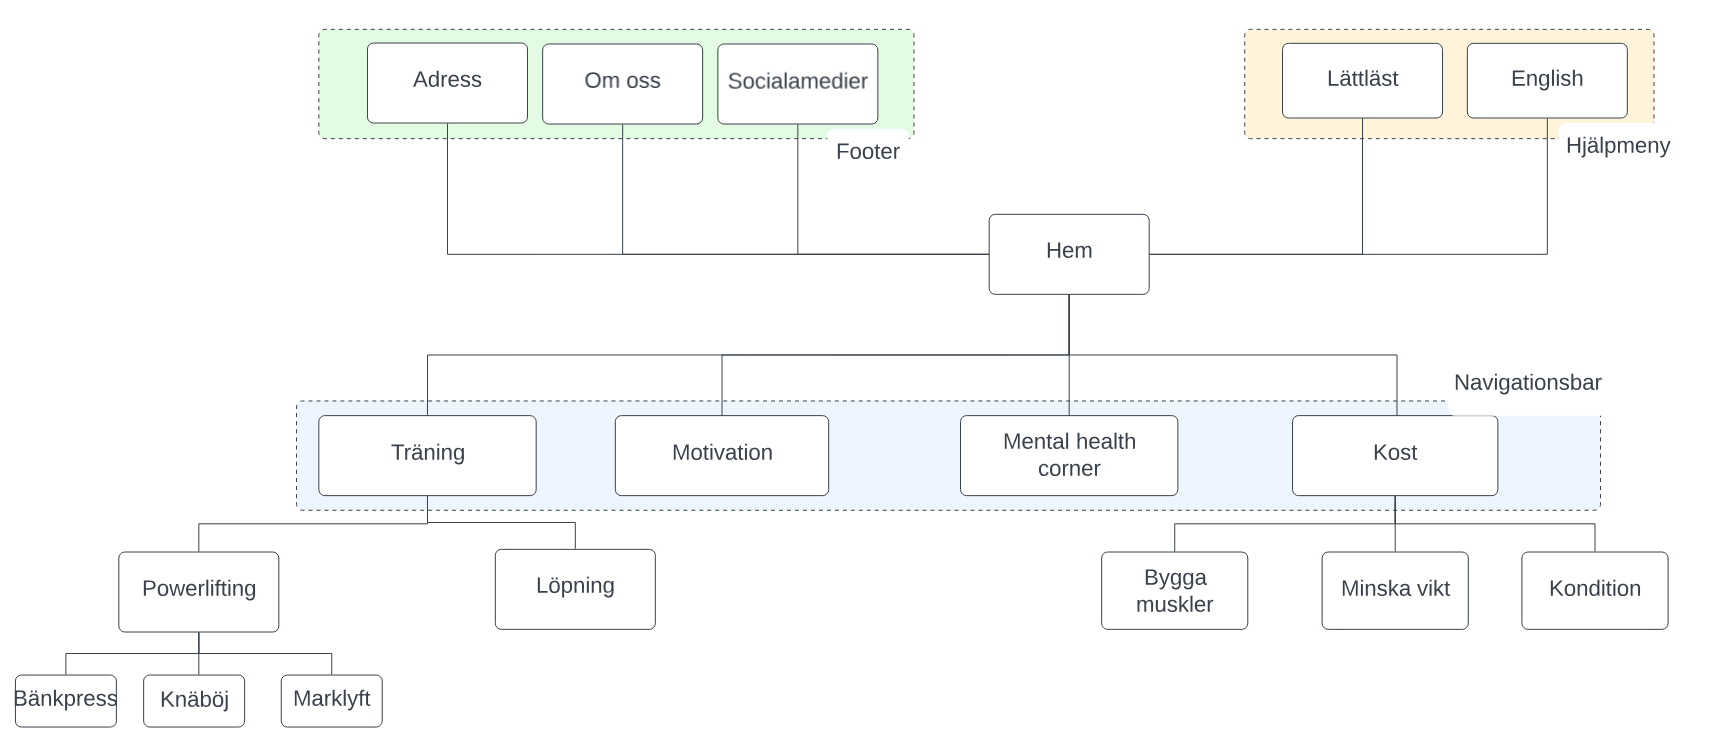 Adress
Om oss
Socialamedier
Lättläst
English
Footer
Hjälpmeny
Hem
Navigationsbar
Träning
Motivation
Mental health
corner
Kost
Powerlifting
Löpning
Bygga
muskler
Minska vikt
Kondition
Bänkpress
Knäböj
Marklyft